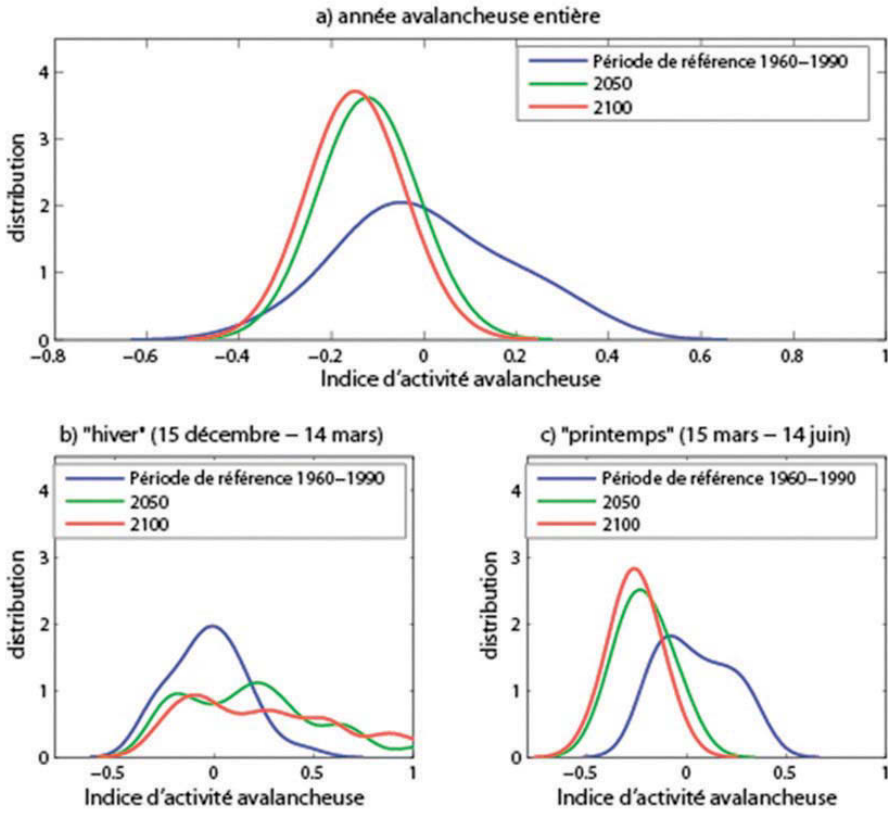 a) année avalancheuse entière
distribution
4
3
2
1
0
Période de référence 1960–1990
2050
2100
−0.8 −0.6 −0.4 −0.2 0 0.2 0.4 0.6 0.8 1
Indice d'activité avalancheuse
b) "hiver" (15 décembre – 14 mars)
distribution
4
3
2
1
0
Période de référence 1960–1990
2050
2100
−0.5 0 0.5 1
Indice d'activité avalancheuse
c) "printemps" (15 mars – 14 juin)
distribution
4
3
2
1
0
Période de référence 1960–1990
2050
2100
−0.5 0 0.5 1
Indice d'activité avalancheuse